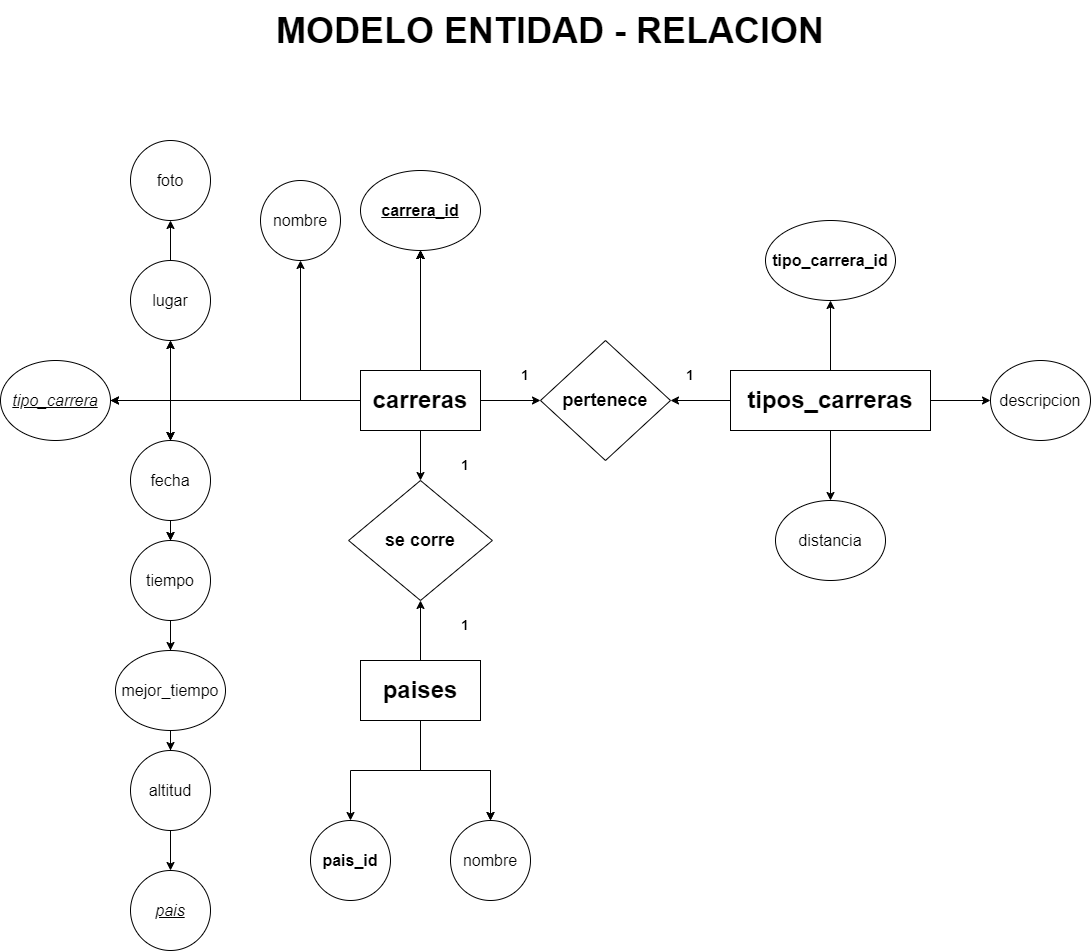 MODELO ENTIDAD - RELACION
foto
nombre
carrera_id
tipo_carrera_id
lugar
tipo_carrera
carreras
1
pertenece
1
tipos_carreras
descripcion
fecha
1
se corre
distancia
tiempo
1
mejor_tiempo
paises
altitud
pais_id
nombre
pais